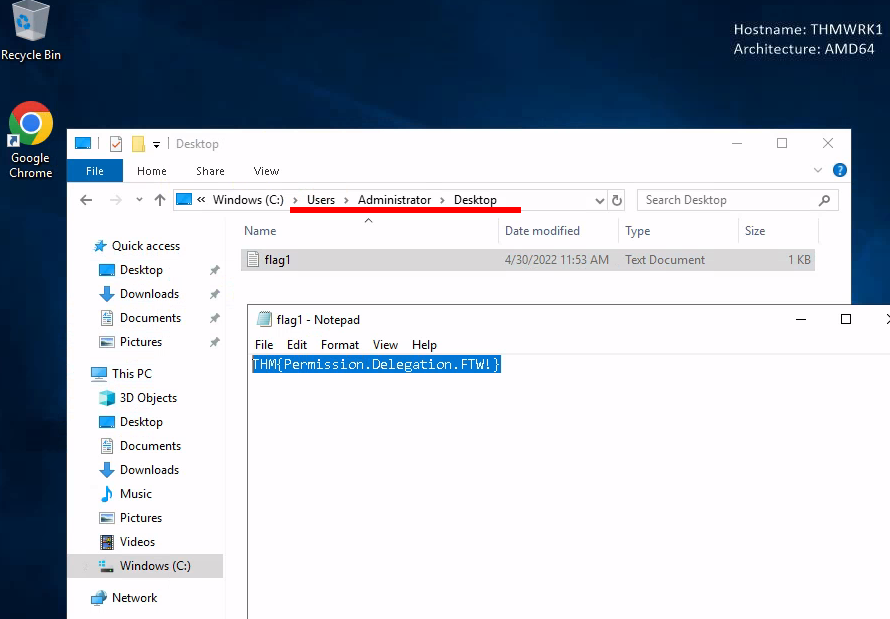 Recycle Bin
Hostname: THMWRK1
Architecture: AMD64
Google
Chrome
Desktop
File Home Share View
Windows (C:) Users Administrator Desktop
Search Desktop
Name Date modified Type Size
flag1 4/30/2022 11:53 AM Text Document 1 KB
Quick access
Desktop
Downloads
Documents
Pictures
This PC
3D Objects
Desktop
Documents
Downloads
Music
Pictures
Videos
Windows (C:)
Network
flag1 - Notepad
File Edit Format View Help
THM{Permission.Delegation.FTW!}